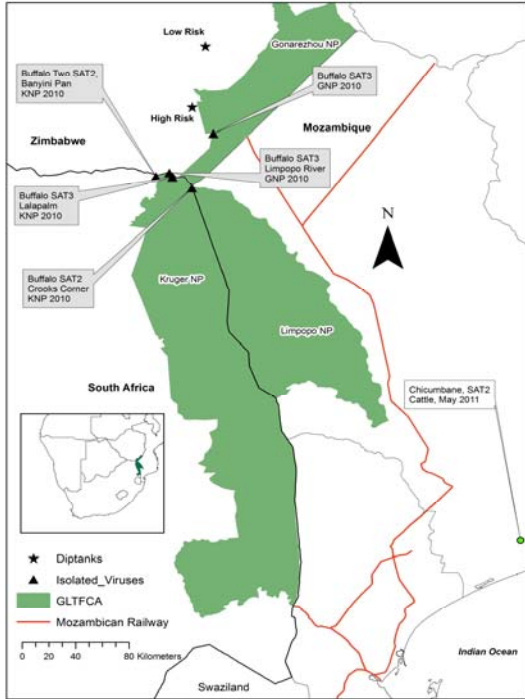 Low Risk
Gonarezhou NP
Buffalo Two SAT2,
Banyini Pan
KNP 2010
Buffalo SAT3
GNP 2010
High Risk
Mozambique
Zimbabwe
Buffalo SAT3
Limpopo River
GNP 2010
Buffalo SAT3
Lalapalm
KNP 2010
N
Buffalo SAT2
Crooks Corner
KNP 2010
Kruger NP
Limpopo NP
South Africa
Chicumbane, SAT2
Cattle, May 2011
Diptanks
Isolated_Viruses
GLTFCA
Mozambican Railway
0 20 40 80 Kilometers
Indian Ocean
Swaziland